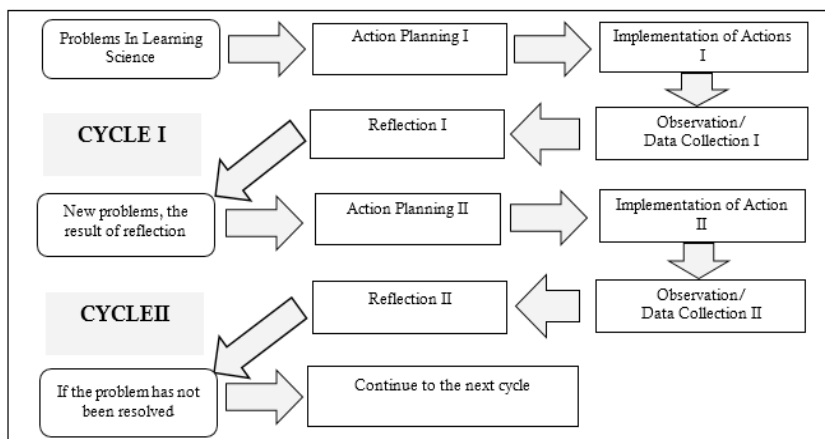 Problems In Learning
Science
Action Planning I
Implementation of Actions
I
CYCLE I
Reflection I
Observation/
Data Collection I
New problems, the
result of reflection
Action Planning II
Implementation of Action
II
CYCLEII
Reflection II
Observation/
Data Collection II
If the problem has not
been resolved
Continue to the next cycle